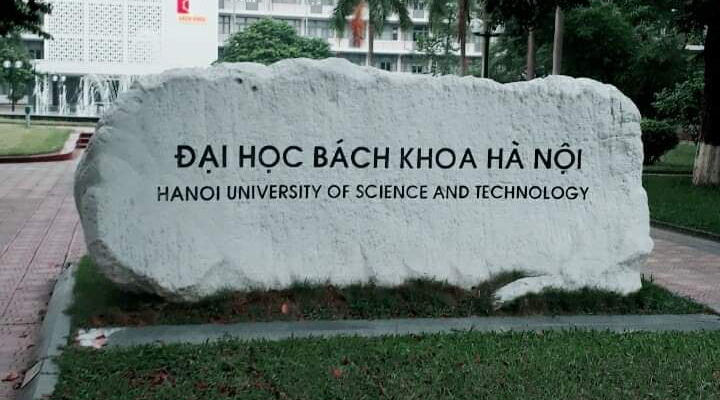 ĐẠI HỌC BÁCH KHOA HÀ NỘI
HANOI UNIVERSITY OF SCIENCE AND TECHNOLOGY